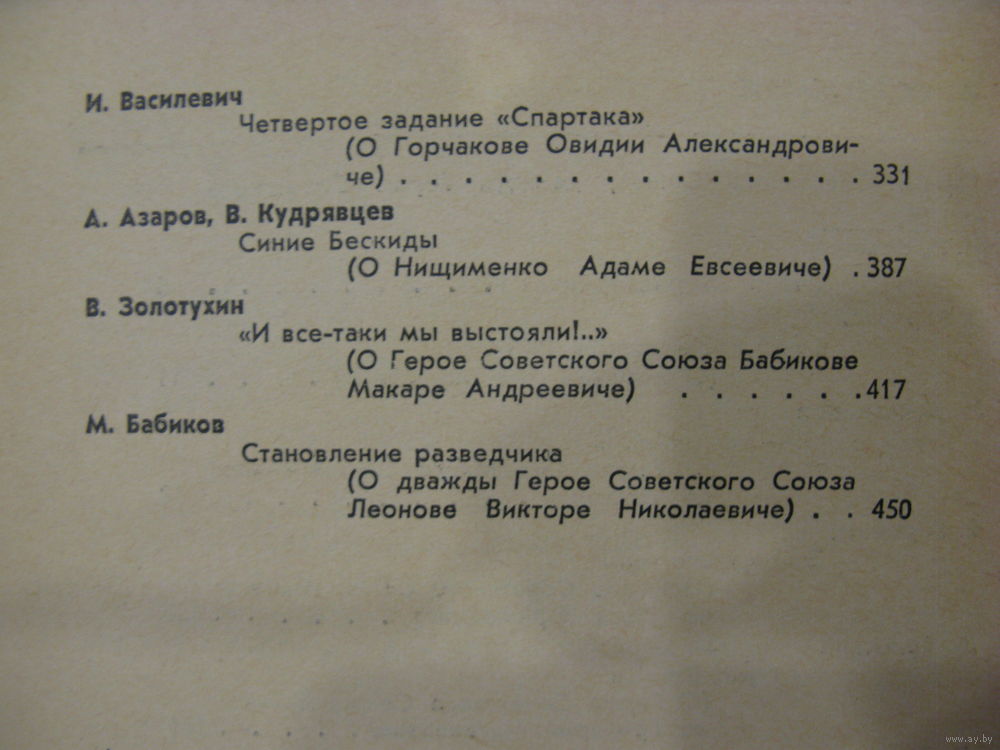 И. Василевич
Четвертое задание «Спартака»
(О Горчакове Овидии Александрови-
че) . . . . . . . . . . . . . . 331
А. Азаров, В. Кудрявцев
Синие Бескиды
(О Нищименко Адаме Евсеевиче) . 387
В. Золотухин
«И все-таки мы выстояли!..»
(О Герое Советского Союза Бабикове
Макаре Андреевиче) . . . . . . 417
М. Бабиков
Становление разведчика
(О дважды Герое Советского Союза
Леонове Викторе Николаевиче) . . 450
www.ay.by